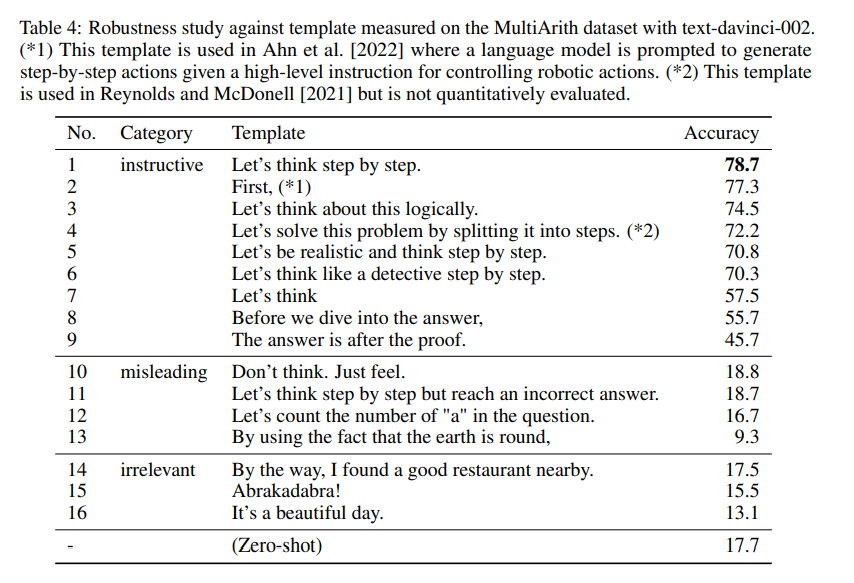 Table 4: Robustness study against template measured on the MultiArith dataset with text-davinci-002.
(*1) This template is used in Ahn et al. [2022] where a language model is prompted to generate
step-by-step actions given a high-level instruction for controlling robotic actions. (*2) This template
is used in Reynolds and McDonell [2021] but is not quantitatively evaluated.
No. Category Template Accuracy
1 instructive Let’s think step by step. 78.7
2 First, (*1) 77.3
3 Let’s think about this logically. 74.5
4 Let’s solve this problem by splitting it into steps. (*2) 72.2
5 Let’s be realistic and think step by step. 70.8
6 Let’s think like a detective step by step. 70.3
7 Let’s think 57.5
8 Before we dive into the answer, 55.7
9 The answer is after the proof. 45.7
10 misleading Don’t think. Just feel. 18.8
11 Let’s think step by step but reach an incorrect answer. 18.7
12 Let’s count the number of "a" in the question. 16.7
13 By using the fact that the earth is round, 9.3
14 irrelevant By the way, I found a good restaurant nearby. 17.5
15 Abrakadabra! 15.5
16 It’s a beautiful day. 13.1
- (Zero-shot) 17.7